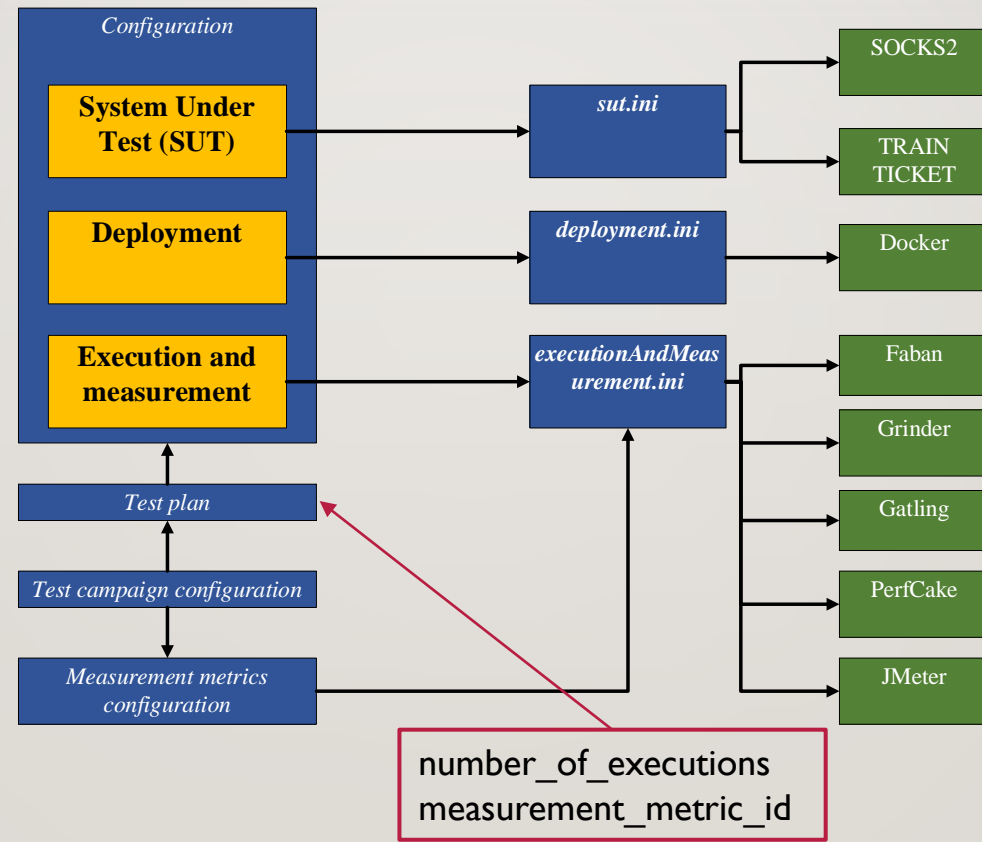 Configuration
System Under
Test (SUT)
Deployment
Execution and
measurement
Test plan
Test campaign configuration
Measurement metrics
configuration
sut.ini
deployment.ini
executionAndMeas
urement.ini
SOCKS2
TRAIN
TICKET
Docker
Faban
Grinder
Gatling
PerfCake
JMeter
number_of_executions
measurement_metric_id